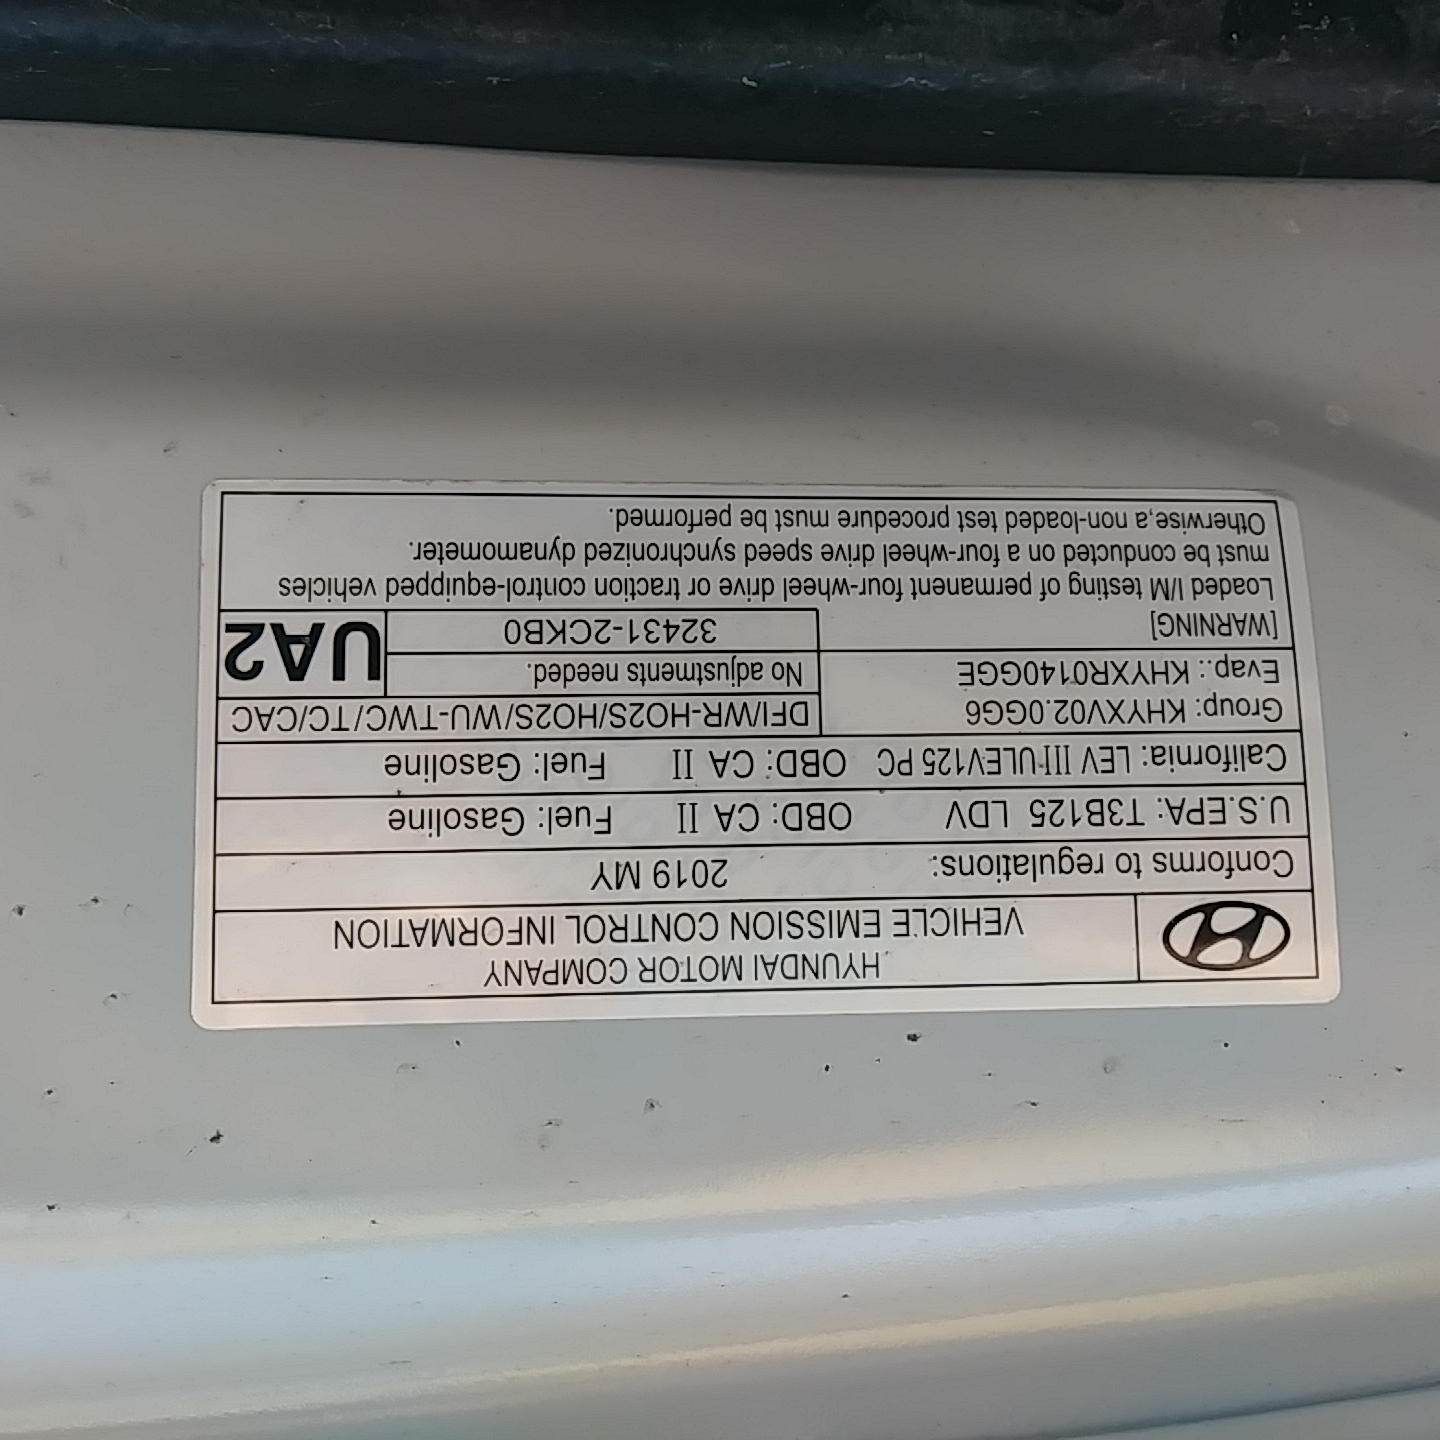 HYUNDAI MOTOR COMPANY
VEHICLE EMISSION CONTROL INFORMATION
Conforms to regulations: 2019 MY
U.S.EPA: T3B125 LDV OBD: CA II Fuel: Gasoline
California: LEV III ULEV125 PC OBD: CA II Fuel: Gasoline
Group: KHYXV02.0GG6
Evap.: KHYXR0140GGE
DFI/WR-HO2S/HO2S/WU-TWC/TC/CAC
No adjustments needed.
32431-2CKB0
UA2
[WARNING]
Loaded I/M testing of permanent four-wheel drive or traction control-equipped vehicles
must be conducted on a four-wheel drive speed synchronized dynamometer.
Otherwise,a non-loaded test procedure must be performed.